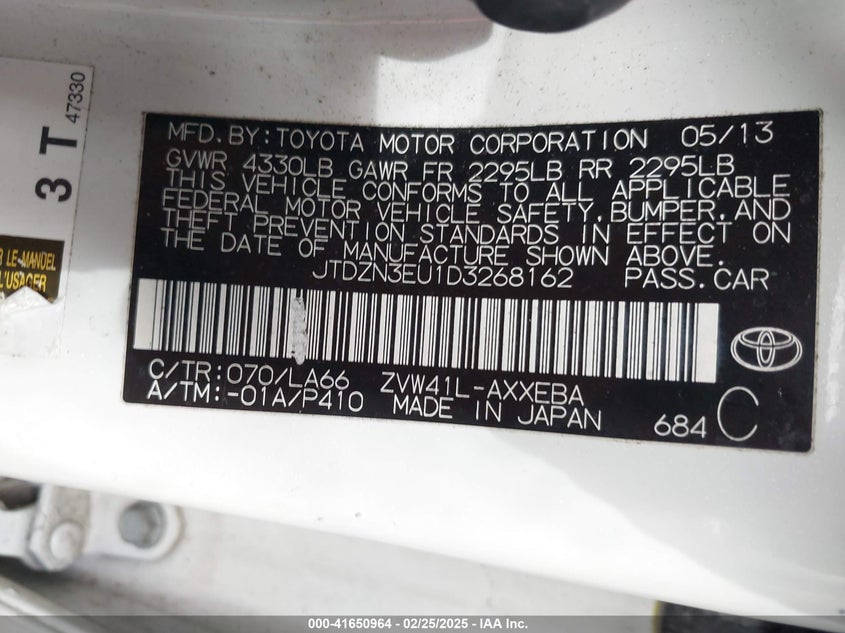 3 T 47330
R LE MANUEL
L'USAGER
MFD. BY: TOYOTA MOTOR CORPORATION 05/13
GVWR 4330LB GAWR FR 2295LB RR 2295LB
THIS VEHICLE CONFORMS TO ALL APPLICABLE
FEDERAL MOTOR VEHICLE SAFETY, BUMPER, AND
THEFT PREVENTION STANDARDS IN EFFECT ON
THE DATE OF MANUFACTURE SHOWN ABOVE.
JTDZN3EU1D3268162 PASS.CAR
C/TR: 070/LA66 ZVW41L-AXXEBA
A/TM: -01A/P410 MADE IN JAPAN
684 C
000-41650964 - 02/25/2025 - IAA Inc.